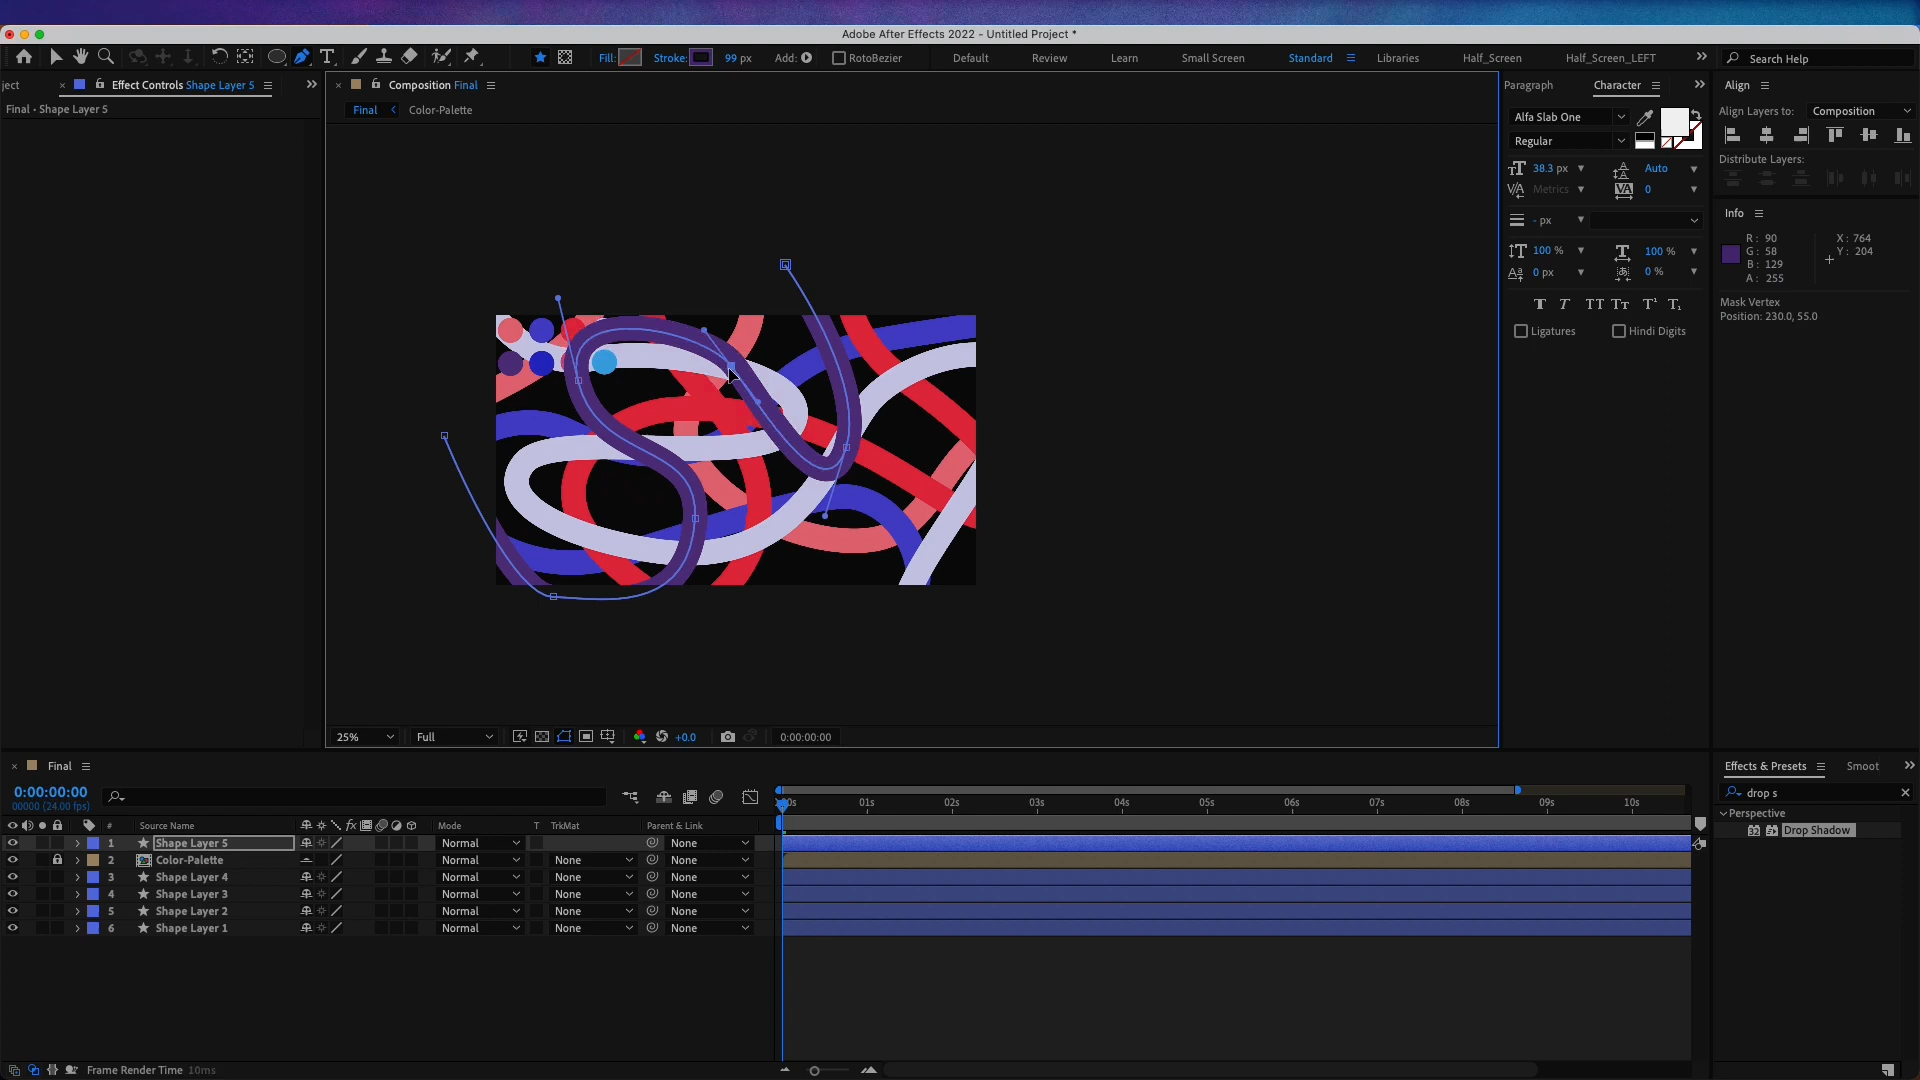 Adobe After Effects 2022 - Untitled Project *
Fill: Stroke: 99 px Add: RotoBezier Default Review Learn Small Screen Standard Libraries Half_Screen Half_Screen_LEFT Search Help
ject Effect Controls Shape Layer 5
Final • Shape Layer 5
Composition Final
Final Color-Palette
Paragraph Character
Alfa Slab One
Regular
38.3 px Auto
Metrics 0
- px
100 % 100 %
0 px 0 %
Ligatures Hindi Digits
Align
Align Layers to: Composition
Distribute Layers:
Info
R: 90 X: 764
G: 58 Y: 204
B: 129
A: 255
Mask Vertex
Position: 230.0, 55.0
25% Full +0.0 0:00:00:00
Final
0:00:00:00
00000 (24.00 fps)
# Source Name Mode T TrkMat Parent & Link
1 Shape Layer 5 Normal None
2 Color-Palette Normal None None
3 Shape Layer 4 Normal None None
4 Shape Layer 3 Normal None None
5 Shape Layer 2 Normal None None
6 Shape Layer 1 Normal None None
01s 02s 03s 04s 05s 06s 07s 08s 09s 10s
Effects & Presets Smoot
drop s
Perspective
Drop Shadow
Frame Render Time 10ms